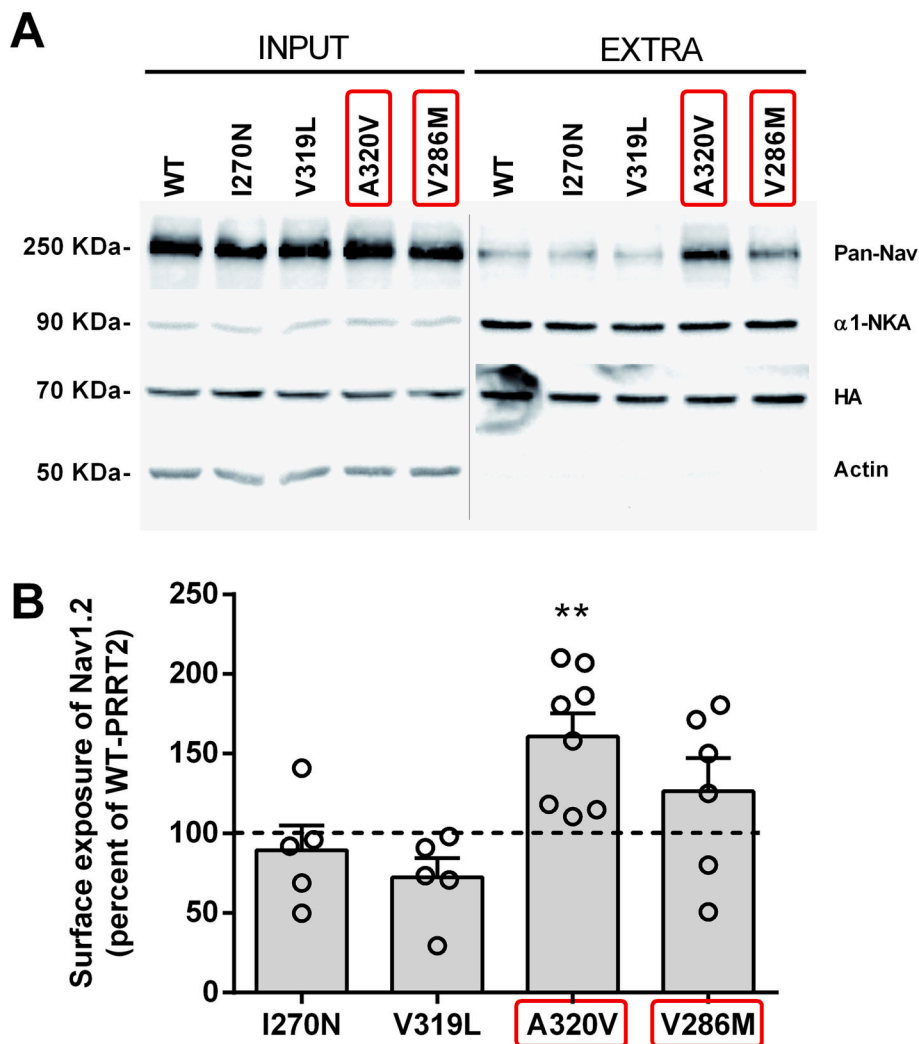 A
INPUT EXTRA
WT I270N V319L A320V V286M WT I270N V319L A320V V286M
250 KDa- Pan-Nav
90 KDa- α1-NKA
70 KDa- HA
50 KDa- Actin
B
Surface exposure of Nav1.2
(percent of WT-PRRT2)
250
200
150
100
50
0
**
I270N V319L A320V V286M